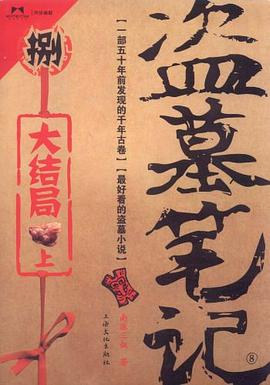 盗墓笔记
⑧
【一部五十年前发现的千年古卷】
【最好看的盗墓小说】
南派三叔 著
上海文化出版社
捌
大结局
上